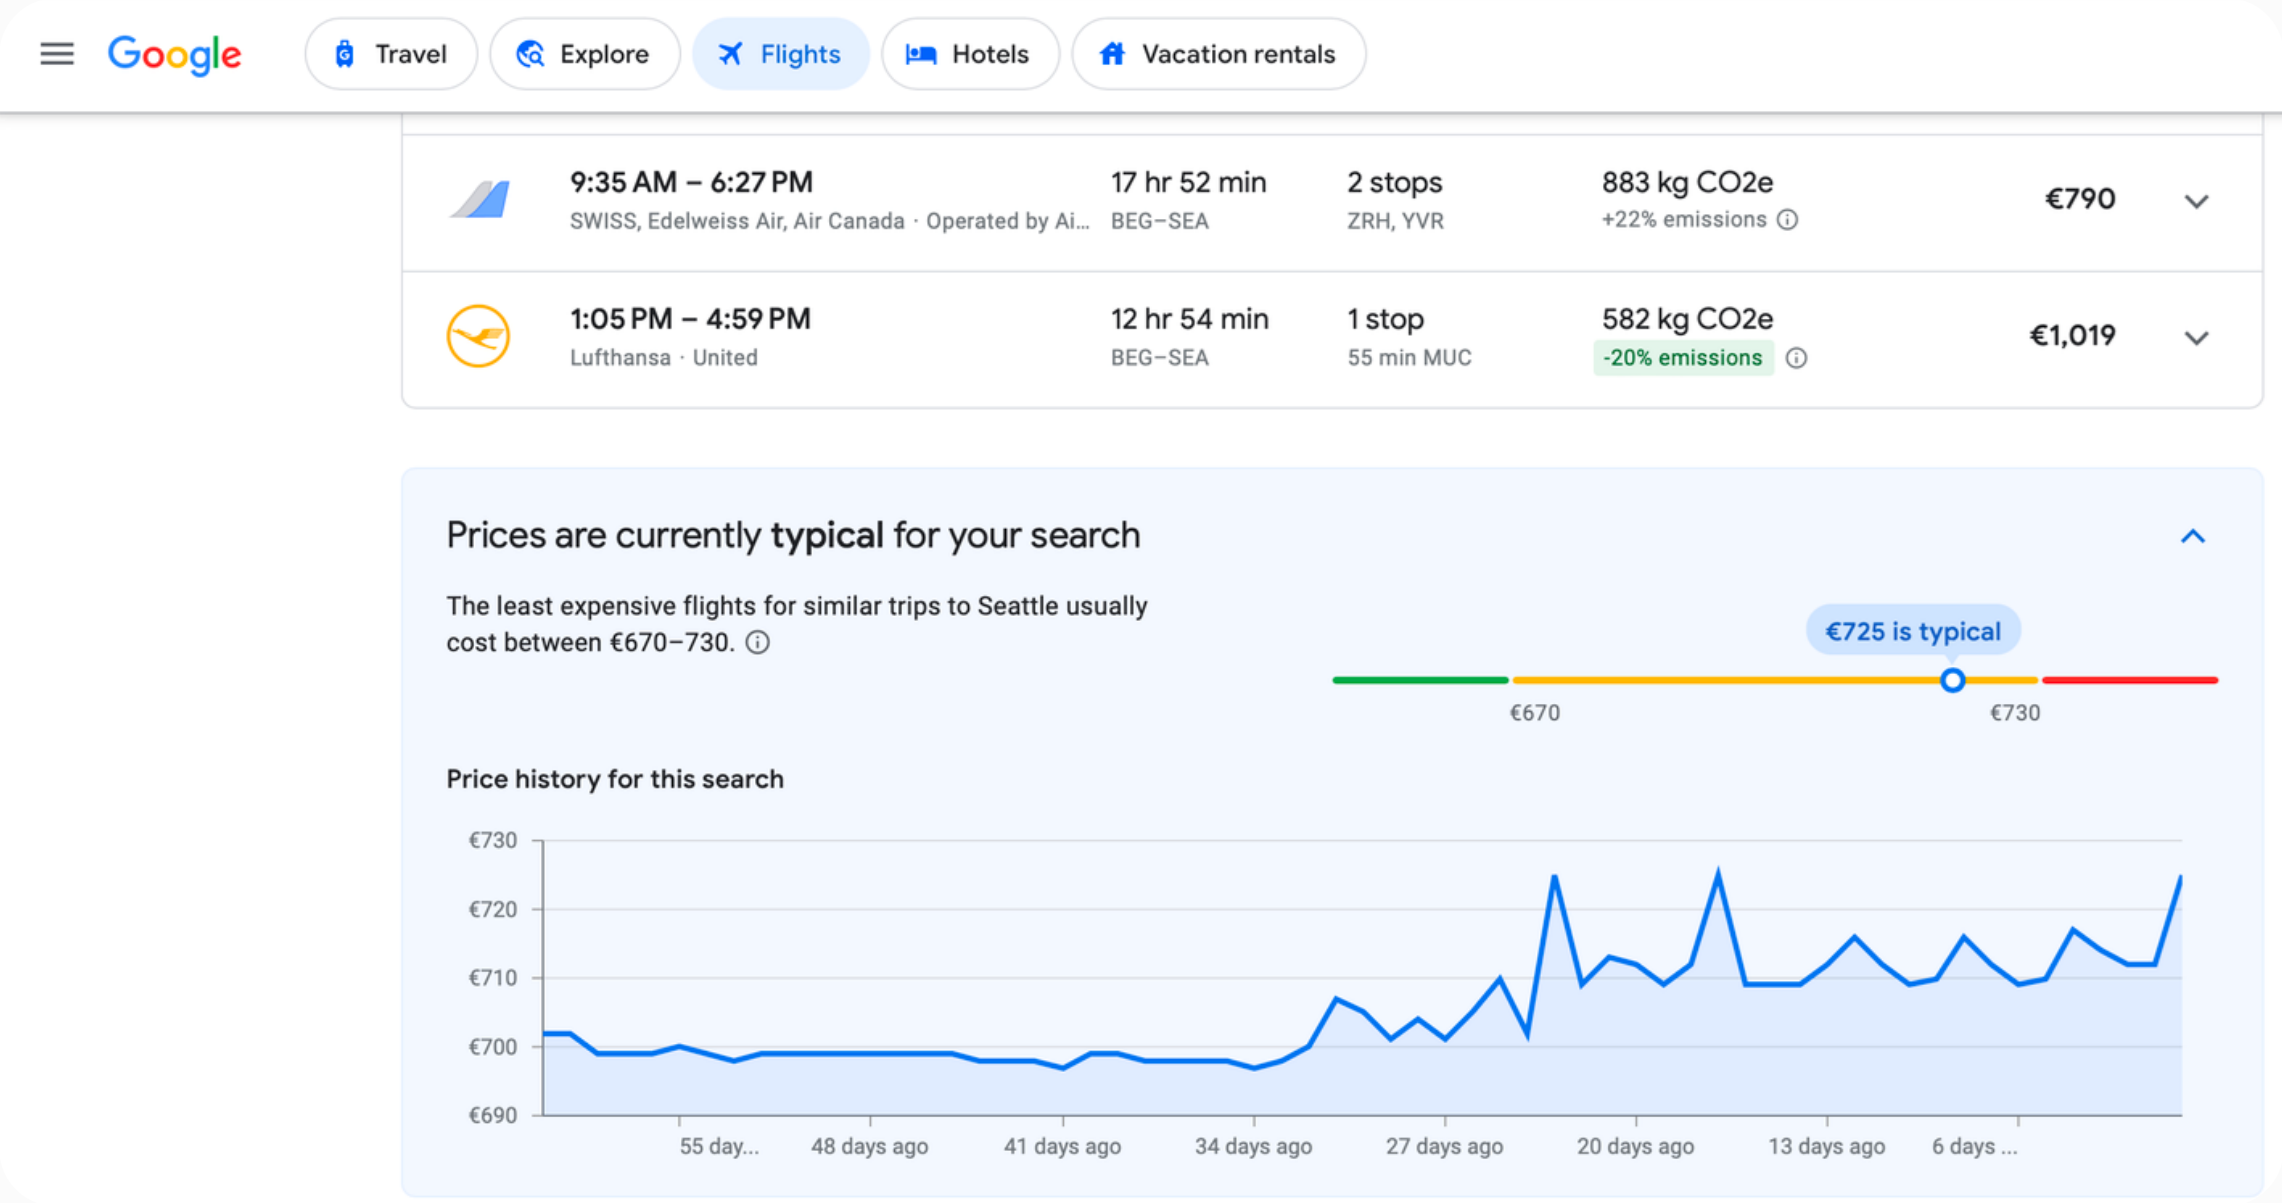 Google Travel Explore Flights Hotels Vacation rentals
9:35 AM – 6:27 PM 17 hr 52 min 2 stops 883 kg CO2e €790
SWISS, Edelweiss Air, Air Canada · Operated by Ai... BEG–SEA ZRH, YVR +22% emissions
1:05 PM – 4:59 PM 12 hr 54 min 1 stop 582 kg CO2e €1,019
Lufthansa · United BEG–SEA 55 min MUC -20% emissions
Prices are currently typical for your search
The least expensive flights for similar trips to Seattle usually
cost between €670–730.
€725 is typical
€670 €730
Price history for this search
€730
€720
€710
€700
€690
55 day... 48 days ago 41 days ago 34 days ago 27 days ago 20 days ago 13 days ago 6 days ...